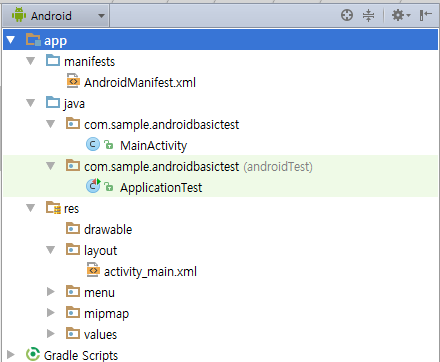 Android
app
manifests
AndroidManifest.xml
java
com.sample.androidbasictest
MainActivity
com.sample.androidbasictest (androidTest)
ApplicationTest
res
drawable
layout
activity_main.xml
menu
mipmap
values
Gradle Scripts